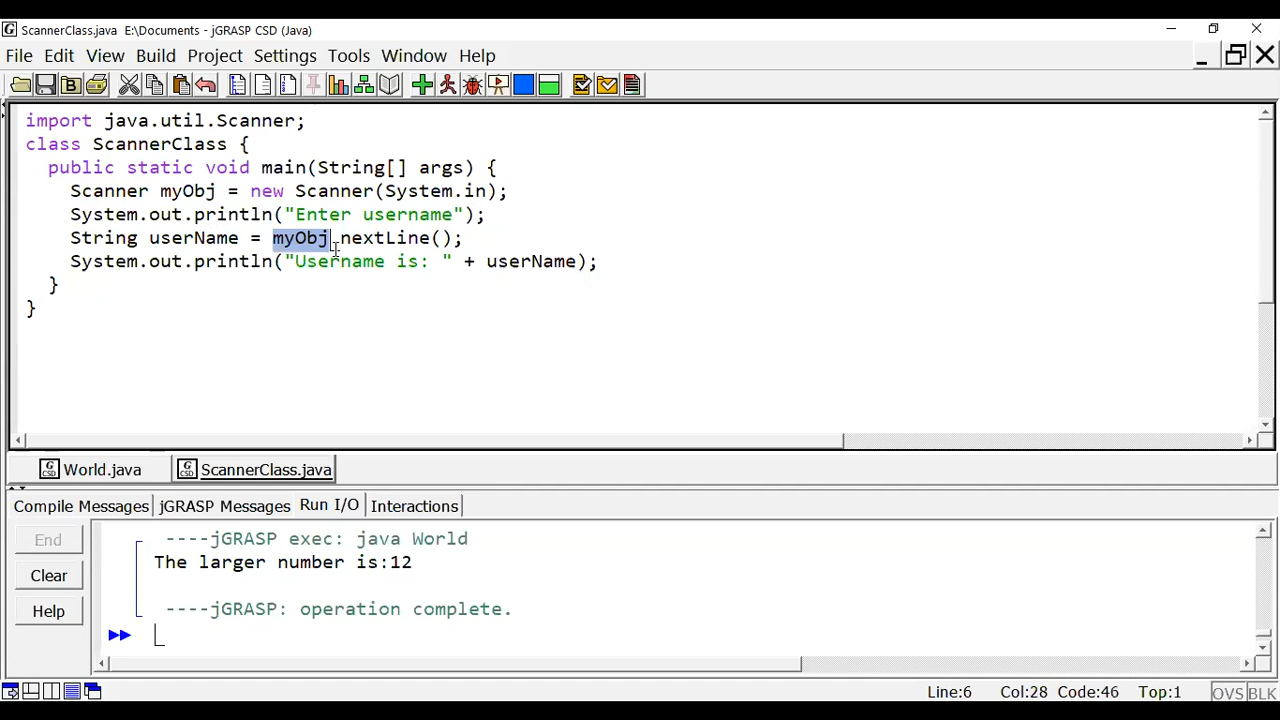 ScannerClass.java  E:\Documents - jGRASP CSD (Java)
File Edit View Build Project Settings Tools Window Help
import java.util.Scanner;
class ScannerClass {
  public static void main(String[] args) {
    Scanner myObj = new Scanner(System.in);
    System.out.println("Enter username");
    String userName = myObj.nextLine();
    System.out.println("Username is: " + userName);
  }
}
World.java ScannerClass.java
Compile Messages jGRASP Messages Run I/O Interactions
End
Clear
Help
----jGRASP exec: java World
The larger number is:12
----jGRASP: operation complete.
Line:6 Col:28 Code:46 Top:1 OVS BLK